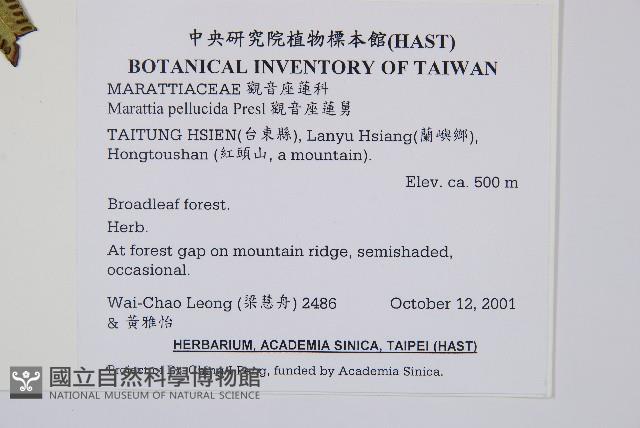 中央研究院植物標本館(HAST)
BOTANICAL INVENTORY OF TAIWAN
MARATTIACEAE 觀音座蓮科
Marattia pellucida Presl 觀音座蓮舅
TAITUNG HSIEN(台東縣), Lanyu Hsiang(蘭嶼鄉),
Hongtoushan (紅頭山, a mountain).
Elev. ca. 500 m
Broadleaf forest.
Herb.
At forest gap on mountain ridge, semishaded,
occasional.
Wai-Chao Leong (梁慧舟) 2486 October 12, 2001
& 黃雅怡
HERBARIUM, ACADEMIA SINICA, TAIPEI (HAST)
funded by Academia Sinica.
國立自然科學博物館
NATIONAL MUSEUM OF NATURAL SCIENCE